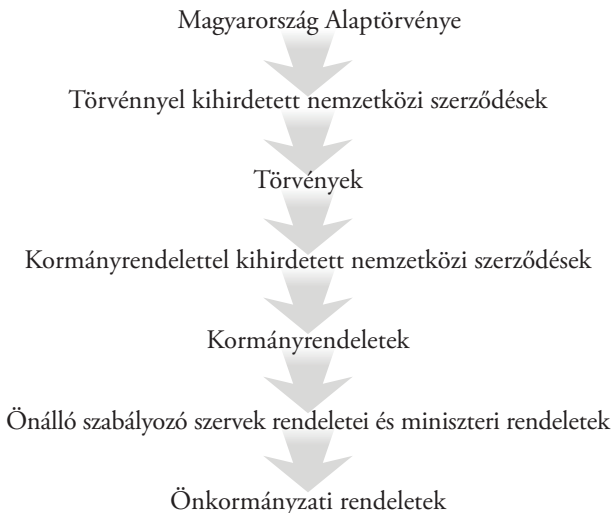 Magyarország Alaptörvénye
Törvénnyel kihirdetett nemzetközi szerződések
Törvények
Kormányrendelettel kihirdetett nemzetközi szerződések
Kormányrendeletek
Önálló szabályozó szervek rendeletei és miniszteri rendeletek
Önkormányzati rendeletek